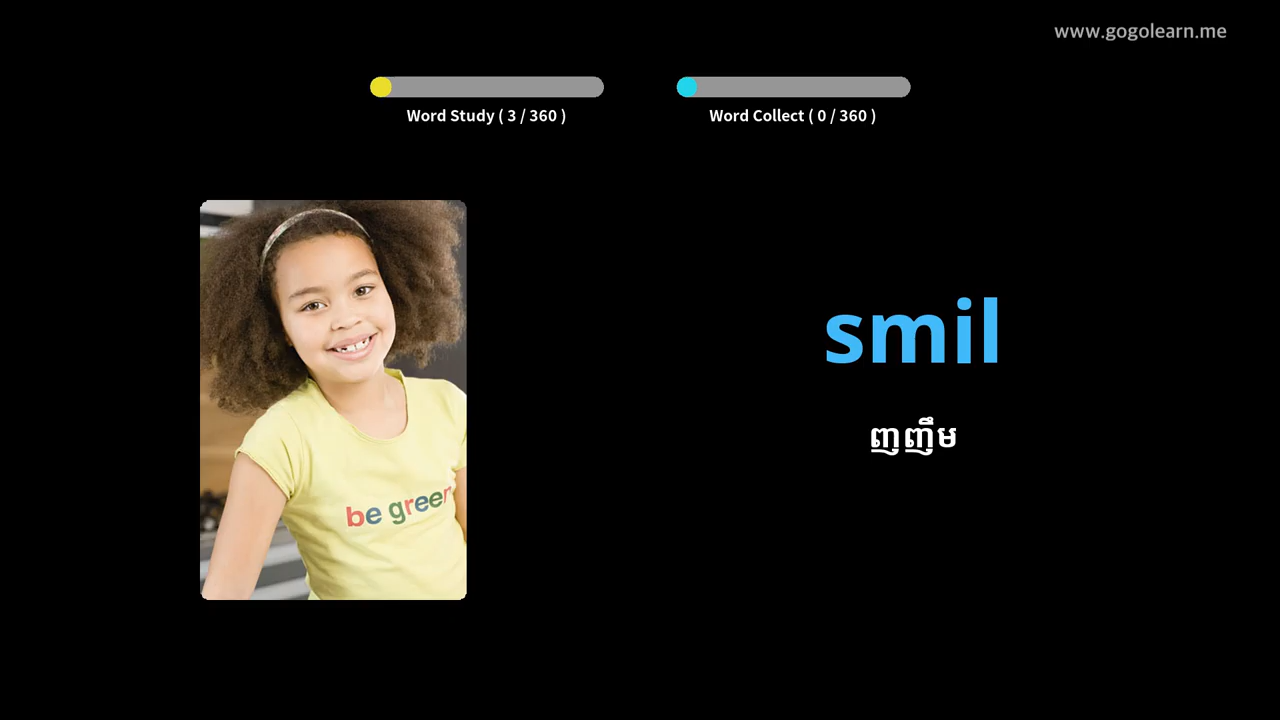 www.gogolearn.me
Word Study ( 3 / 360 )
Word Collect ( 0 / 360 )
smil
ញញឹម
be green